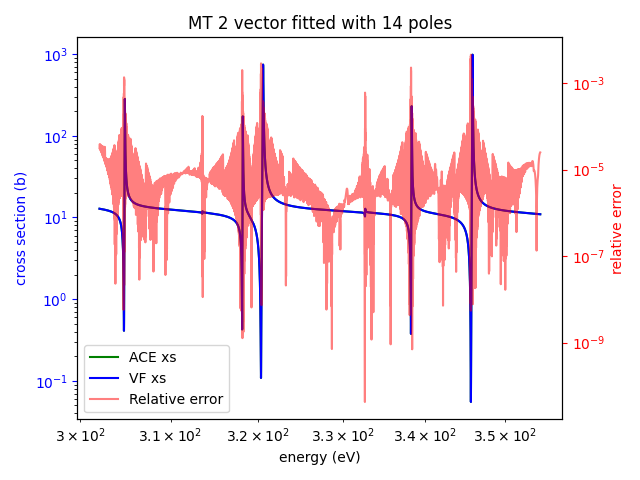 MT 2 vector fitted with 14 poles
10³
10²
10¹
10⁰
10⁻¹
cross section (b)
10⁻³
10⁻⁵
10⁻⁷
10⁻⁹
relative error
ACE xs
VF xs
Relative error
3 × 10² 3.1 × 10² 3.2 × 10² 3.3 × 10² 3.4 × 10² 3.5 × 10²
energy (eV)